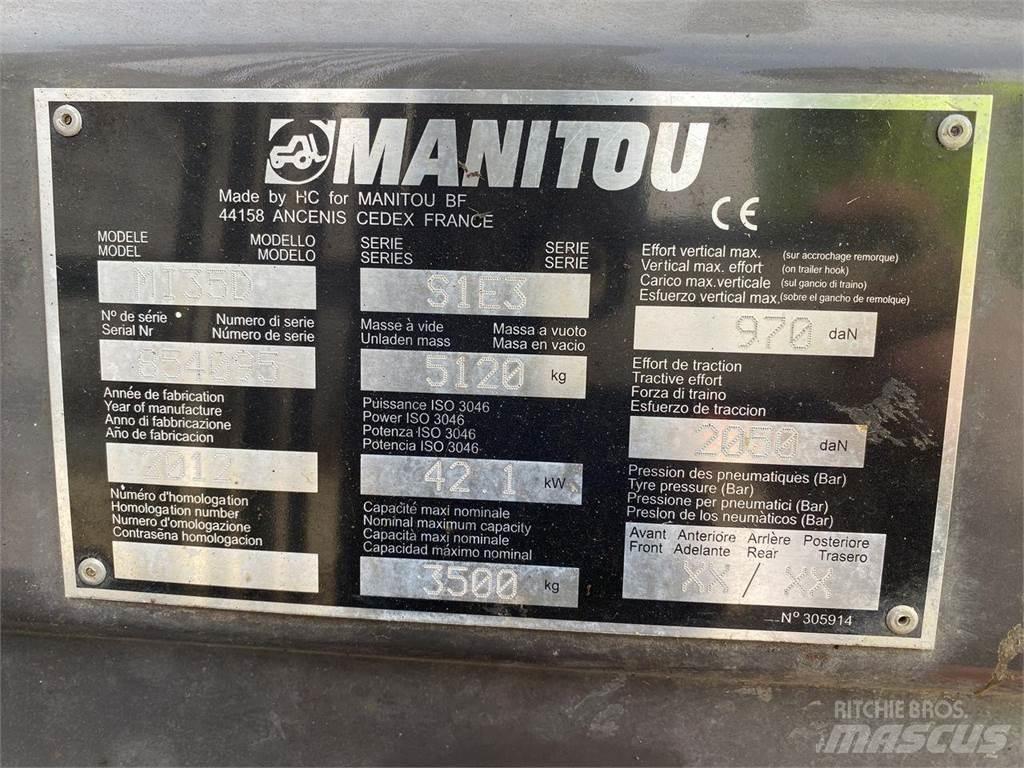 MANITOU
Made by HC for MANITOU BF
44158 ANCENIS CEDEX FRANCE
CE
MODELE MODELLO
MODEL MODELO
MI35D
Nº de série Numero di serie
Serial Nr Número de serie
854095
Année de fabrication
Year of manufacture
Anno di fabbricazione
Año de fabricacion
2012
Numéro d'homologation
Homologation number
Numero d'omologazione
Contraseña homologacion
SERIE SERIE
SERIES SERIE
S1E3
Masse à vide Massa a vuoto
Unladen mass Masa en vacio
5120 kg
Puissance ISO 3046
Power ISO 3046
Potenza ISO 3046
Potencia ISO 3046
42.1 kW
Capacité maxi nominale
Nominal maximum capacity
Capacità maxi nominale
Capacidad máximo nominal
3500 kg
Effort vertical max. (sur accrochage remorque)
Vertical max. effort (on trailer hook)
Carico max.verticale (sul gancio di traino)
Esfuerzo vertical max.(sobre el gancho de remolque)
970 daN
Effort de traction
Tractive effort
Forza di traino
Esfuerzo de traccion
2050 daN
Pression des pneumatiques (Bar)
Tyre pressure (Bar)
Pressione per pneumatici (Bar)
Presion de los neumàticos (Bar)
Avant Anteriore Arrière Posteriore
Front Adelante Rear Trasero
XX / XX
Nº 305914
RITCHIE BROS.
mascus